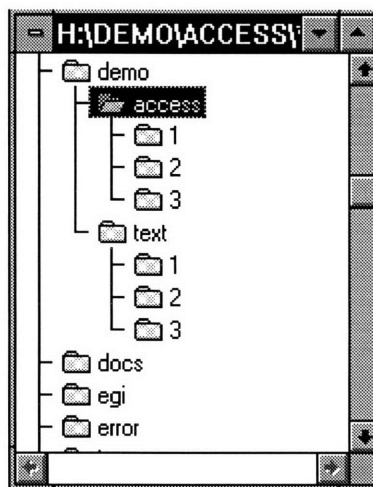 H:\DEMO\ACCESS\
demo
access
1
2
3
text
1
2
3
docs
egi
error